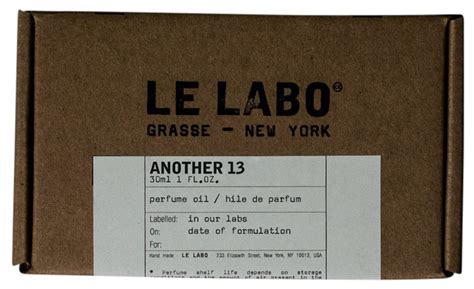 LE LABO®
GRASSE – NEW YORK
ANOTHER 13
30ml 1 FL.OZ.
perfume oil / hile de parfum
Labelled: in our labs
On: date of formulation
For:
Hand made LE LABO 233 Elizabeth Street, New York, NY 10012, USA
* Perfume shelf life depends on storage